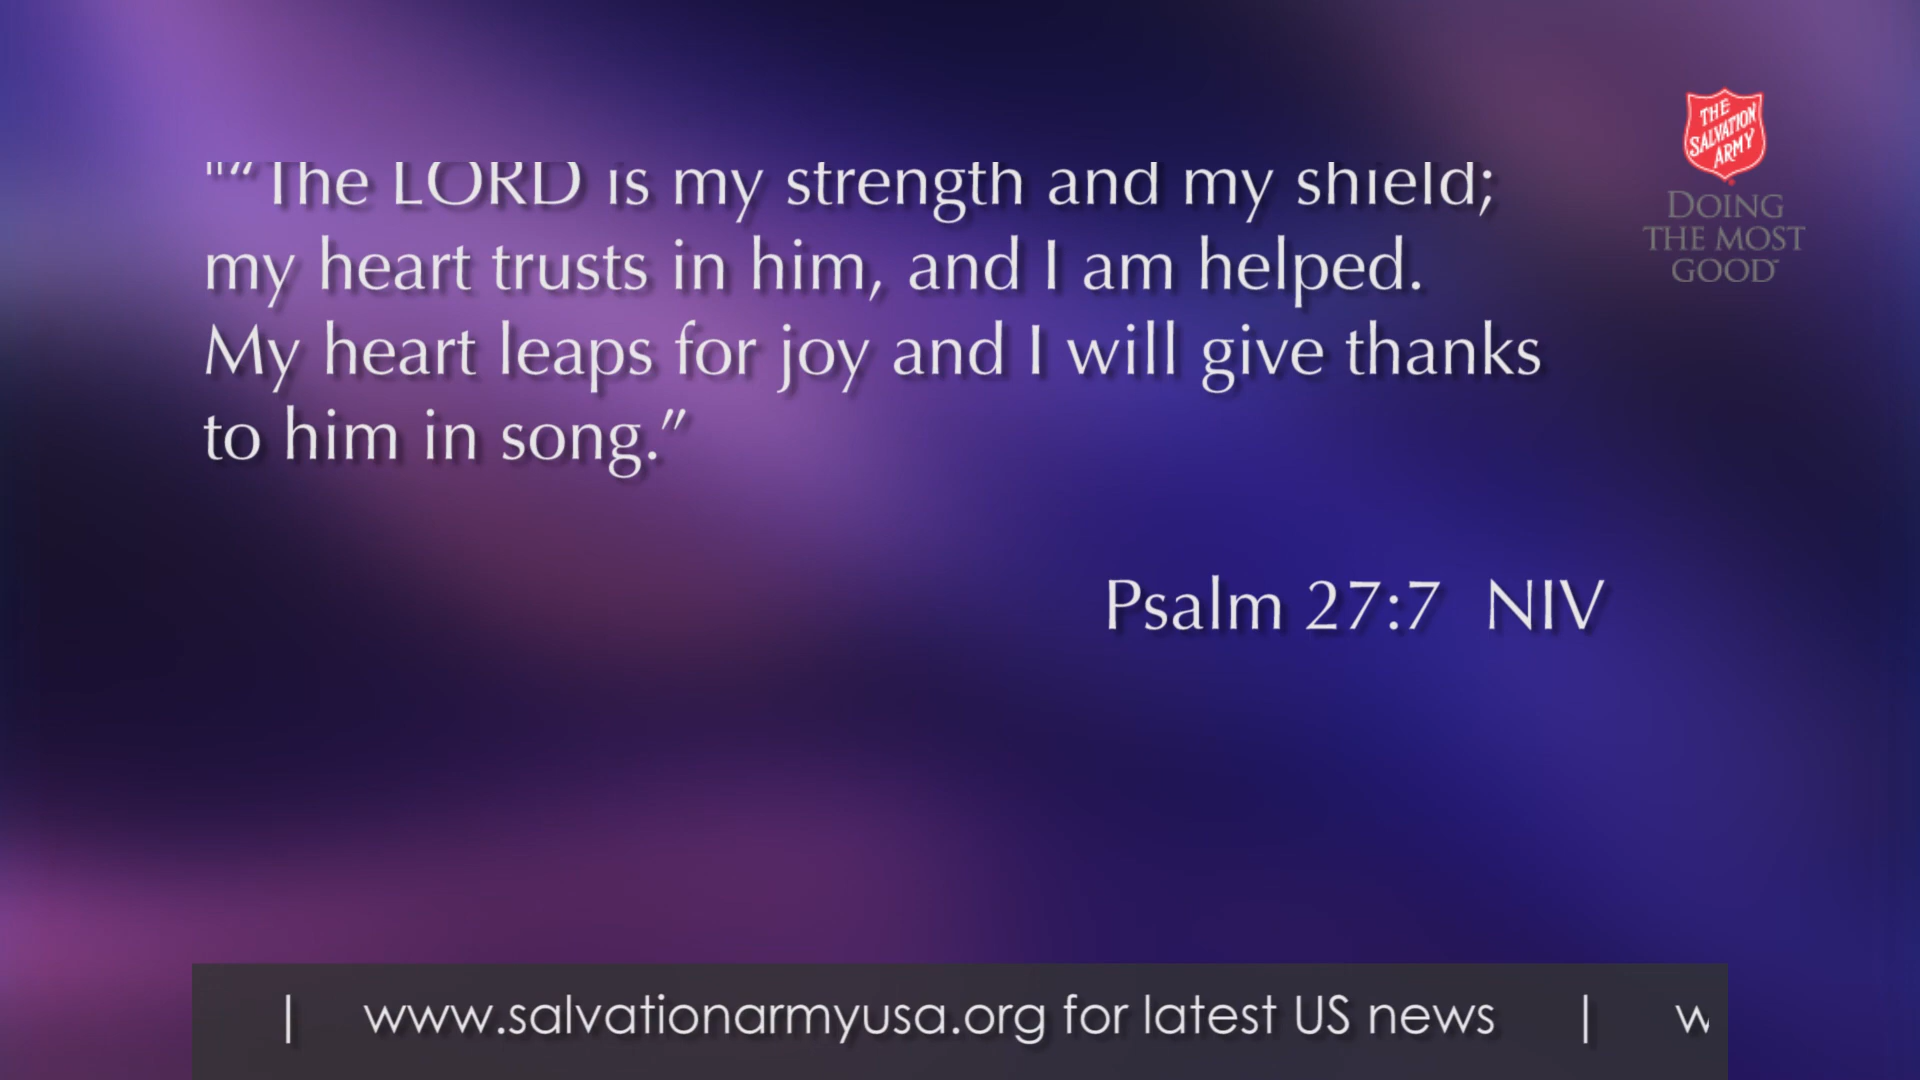 "“The LORD is my strength and my shield;
my heart trusts in him, and I am helped.
My heart leaps for joy and I will give thanks
to him in song.”
Psalm 27:7 NIV
THE
SALVATION
ARMY
DOING
THE MOST
GOOD
| www.salvationarmyusa.org for latest US news | w